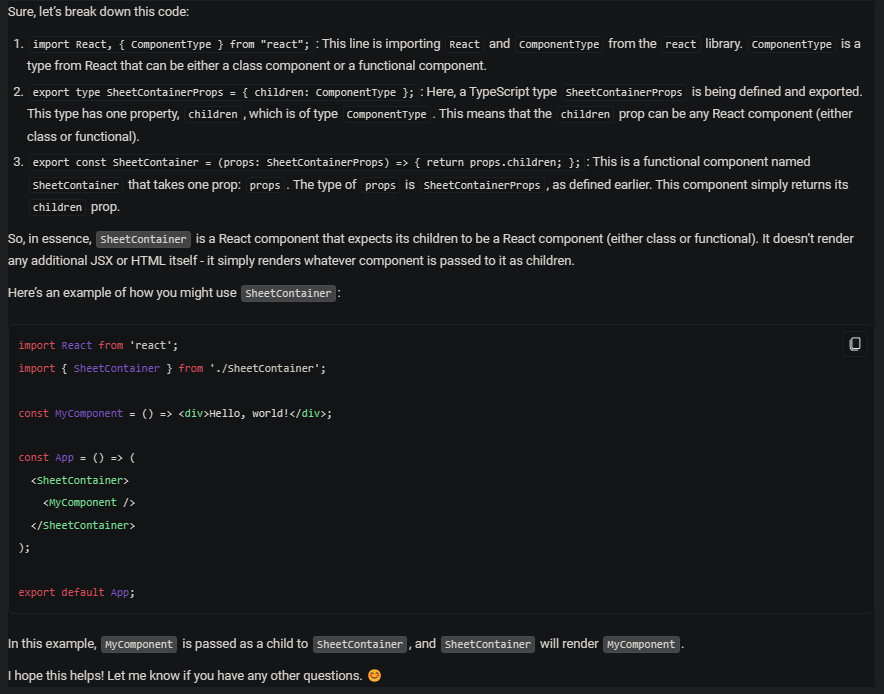 Sure, let’s break down this code:
1. import React, { ComponentType } from "react"; : This line is importing React and ComponentType from the react library. ComponentType is a
type from React that can be either a class component or a functional component.
2. export type SheetContainerProps = { children: ComponentType }; : Here, a TypeScript type SheetContainerProps is being defined and exported.
This type has one property, children , which is of type ComponentType . This means that the children prop can be any React component (either
class or functional).
3. export const SheetContainer = (props: SheetContainerProps) => { return props.children; }; : This is a functional component named
SheetContainer that takes one prop: props . The type of props is SheetContainerProps , as defined earlier. This component simply returns its
children prop.
So, in essence, SheetContainer is a React component that expects its children to be a React component (either class or functional). It doesn’t render
any additional JSX or HTML itself - it simply renders whatever component is passed to it as children.
Here’s an example of how you might use SheetContainer :
import React from 'react';
import { SheetContainer } from './SheetContainer';
const MyComponent = () => <div>Hello, world!</div>;
const App = () => (
<SheetContainer>
<MyComponent />
</SheetContainer>
);
export default App;
In this example, MyComponent is passed as a child to SheetContainer , and SheetContainer will render MyComponent .
I hope this helps! Let me know if you have any other questions. 😊